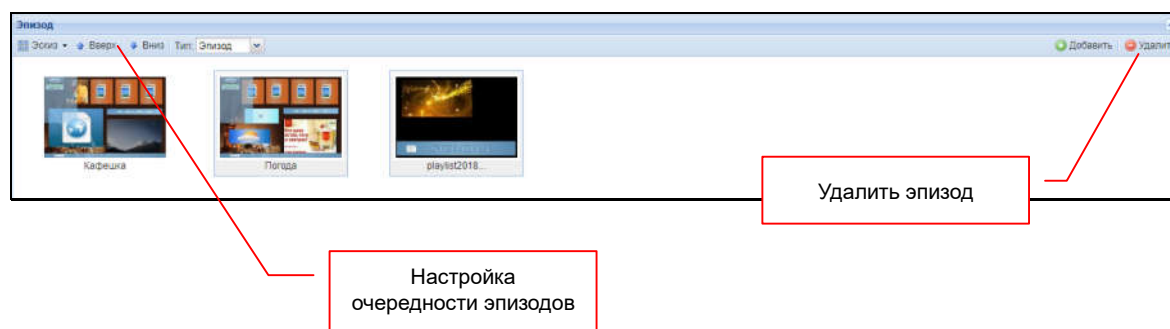 Эпизод
Эскиз Вверх Вниз Тип: Эпизод Добавить Удалит
Кафешка Погода playlist2018...
Удалить эпизод
Настройка
очередности эпизодов